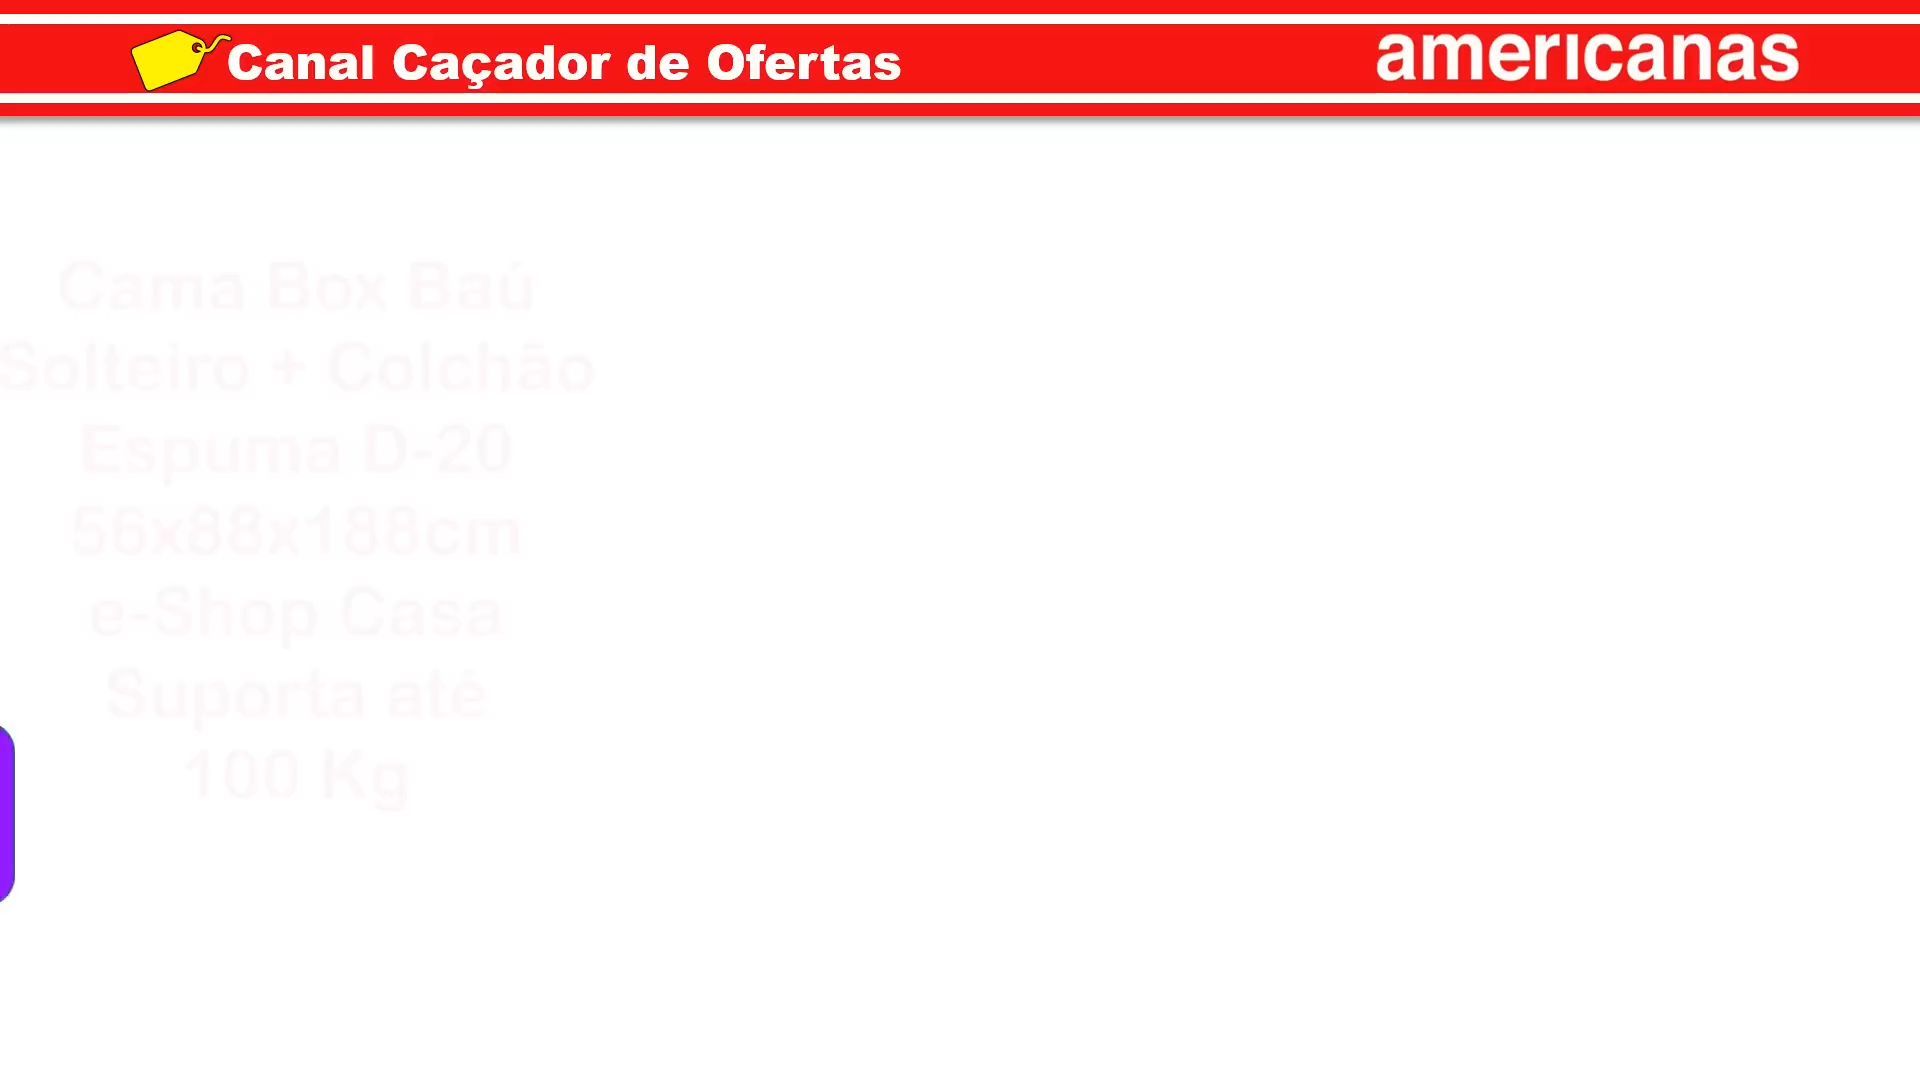 Canal Caçador de Ofertas
americanas
Cama Box Baú
Solteiro + Colchão
Espuma D-20
56x88x188cm
e-Shop Casa
Suporta até
100 Kg